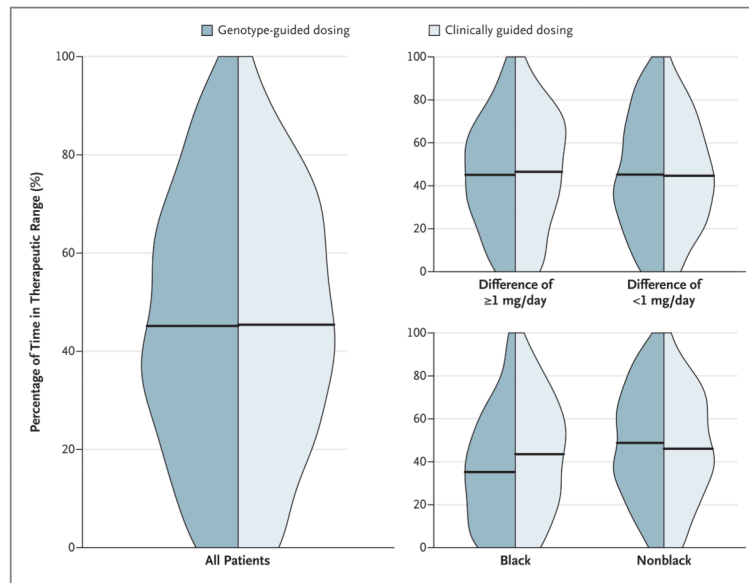 Genotype-guided dosing
Clinically guided dosing
Percentage of Time in Therapeutic Range (%)
100
80
60
40
20
0
All Patients
100
80
60
40
20
0
Difference of
≥1 mg/day
Difference of
<1 mg/day
100
80
60
40
20
0
Black
Nonblack